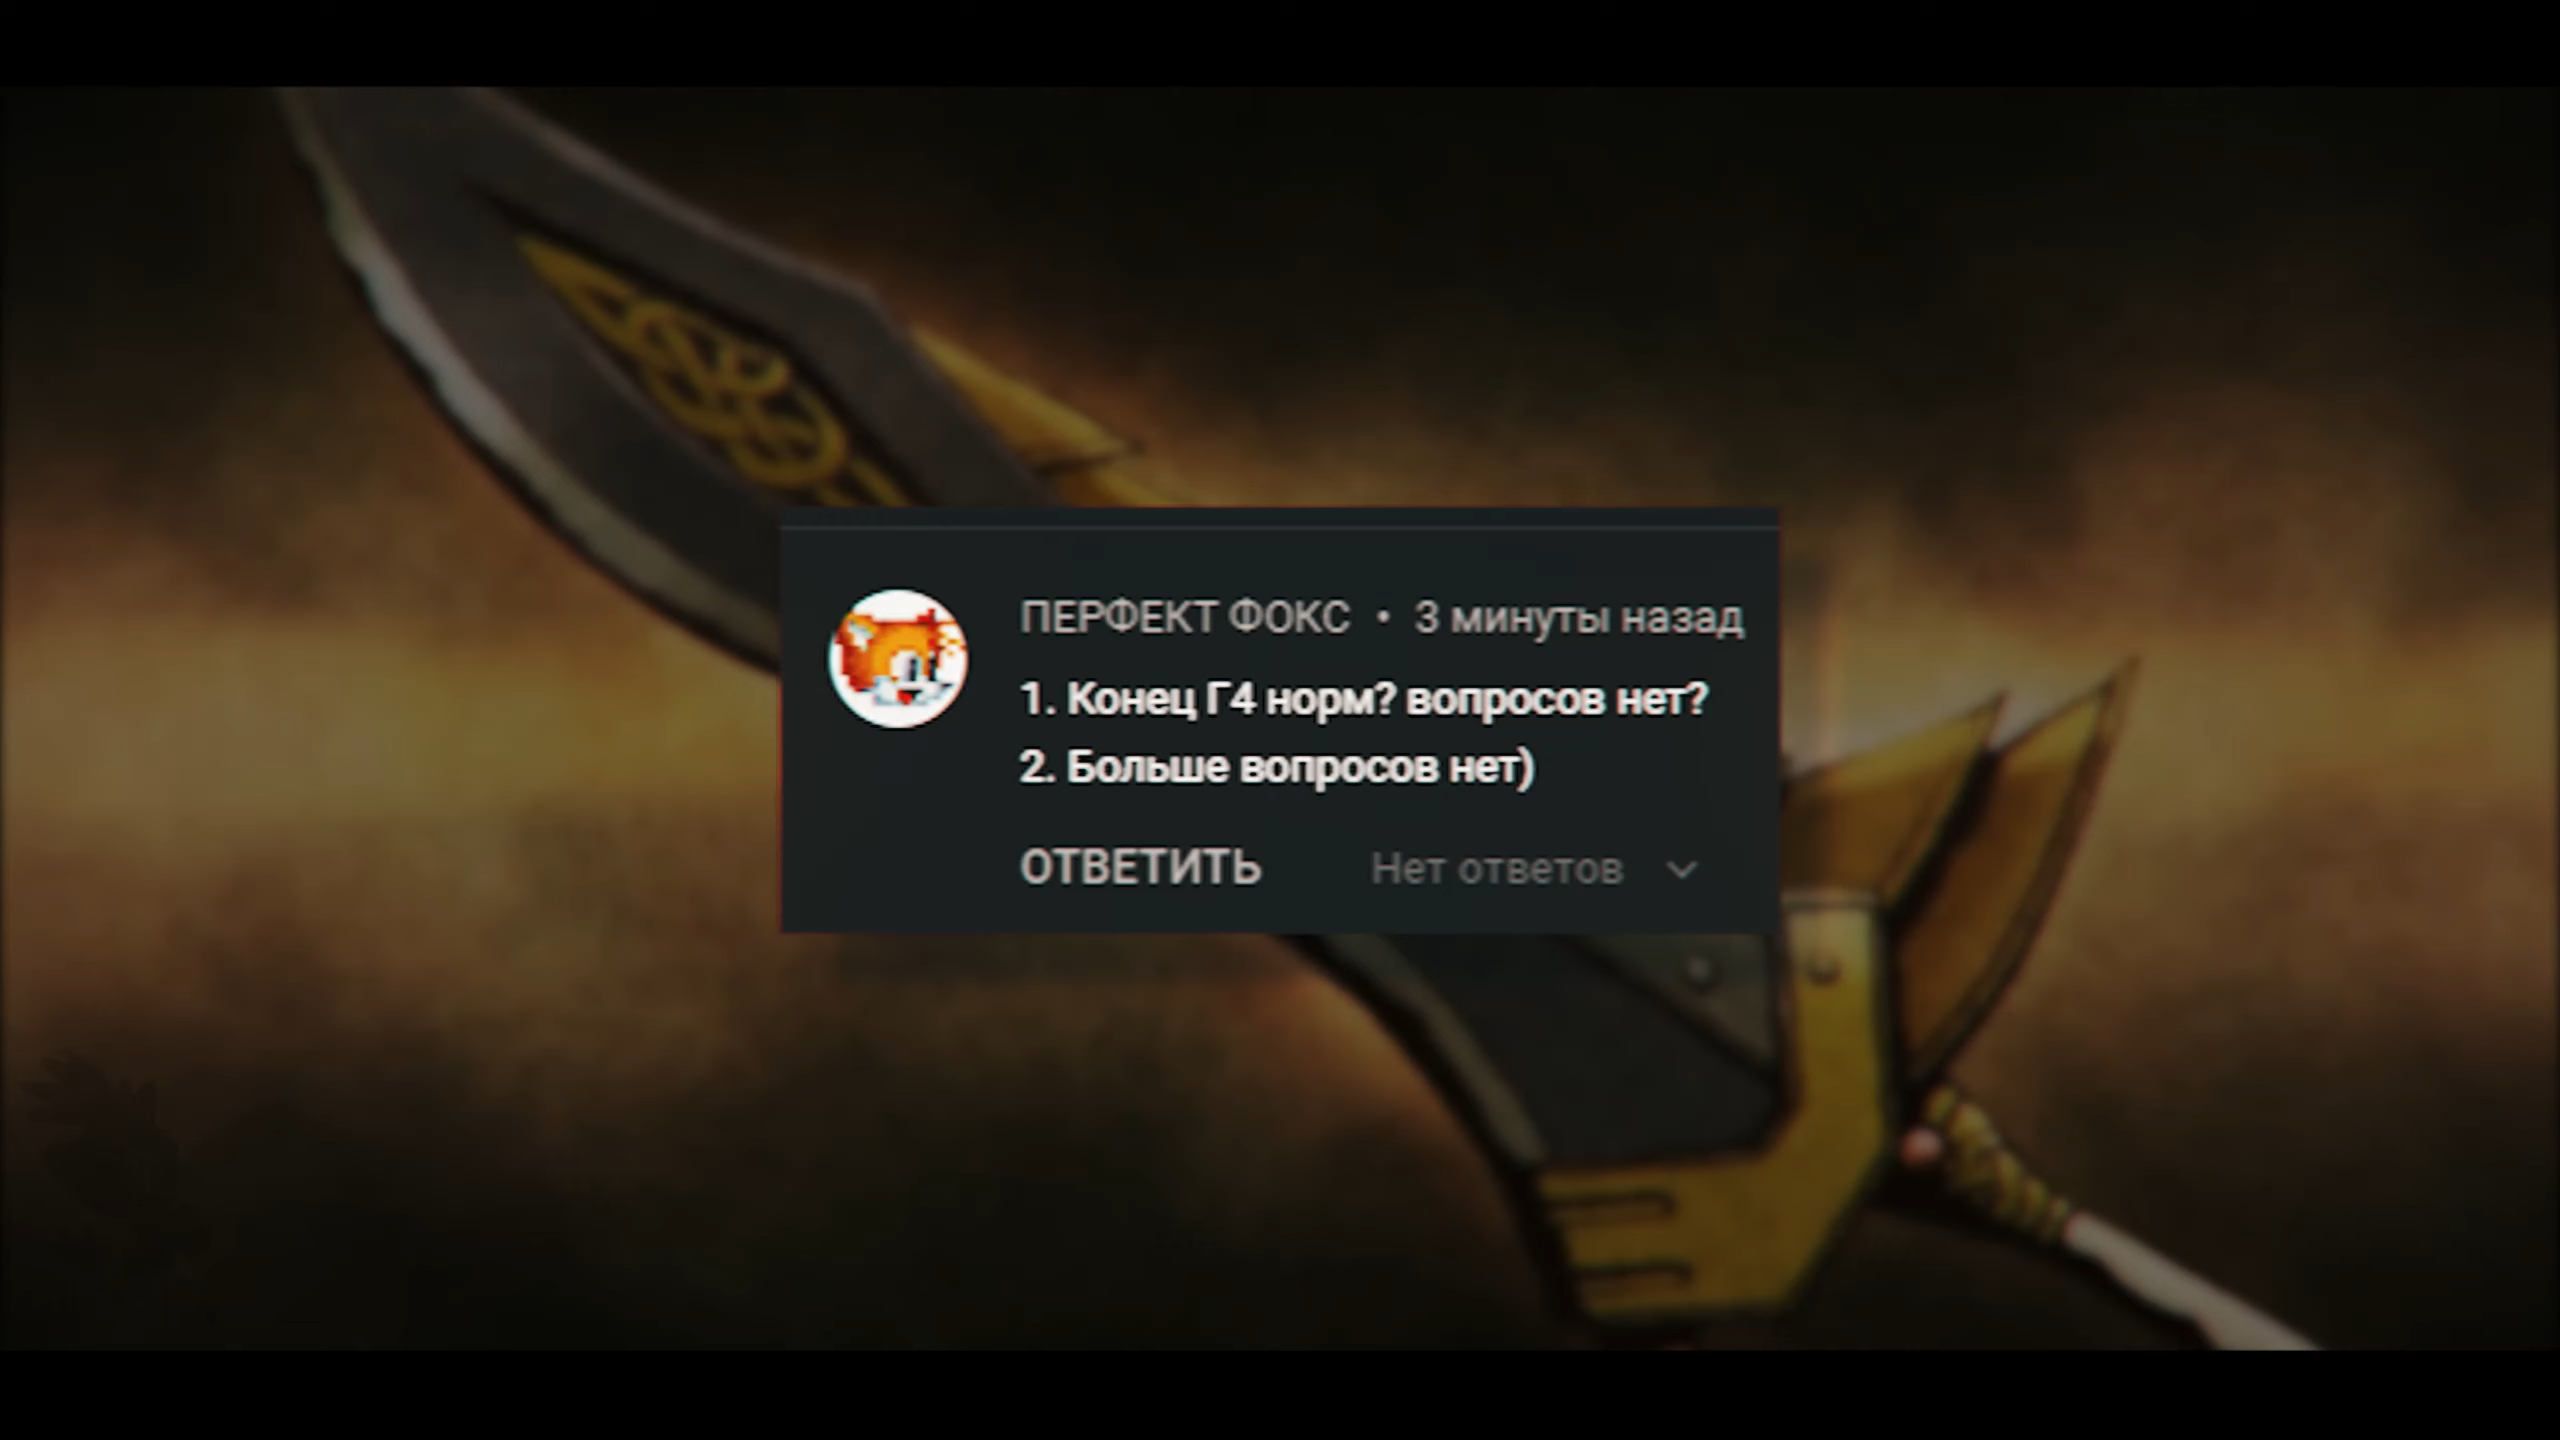 ПЕРФЕКТ ФОКС • 3 минуты назад
1. Конец Г4 норм? вопросов нет?
2. Больше вопросов нет)
ОТВЕТИТЬ Нет ответов